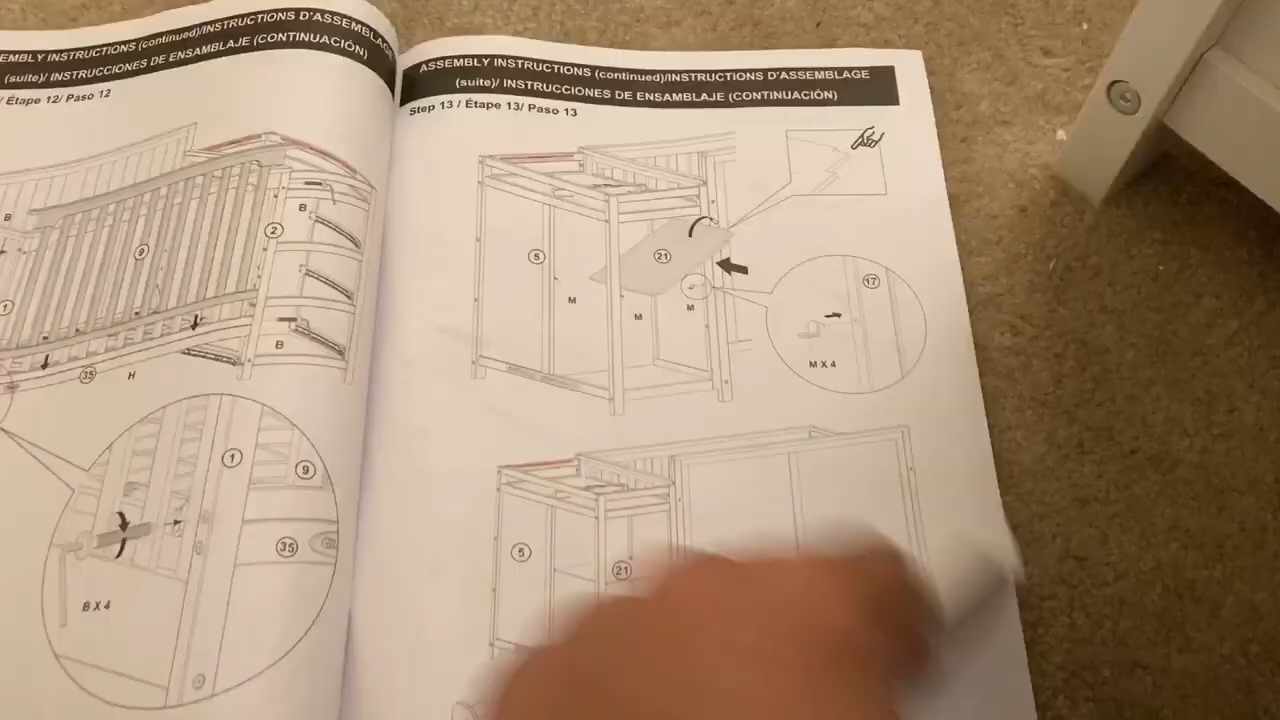 EMBLY INSTRUCTIONS (continued)/INSTRUCTIONS D'ASSEMBLAG
(suite)/ INSTRUCCIONES DE ENSAMBLAJE (CONTINUACIÓN)
/ Étape 12/ Paso 12
B
B
2
9
1
B
35
H
1
9
35
B X 4
ASSEMBLY INSTRUCTIONS (continued)/INSTRUCTIONS D'ASSEMBLAGE
(suite)/ INSTRUCCIONES DE ENSAMBLAJE (CONTINUACIÓN)
Step 13 / Étape 13/ Paso 13
5
21
17
M
M
M
M X 4
5
21